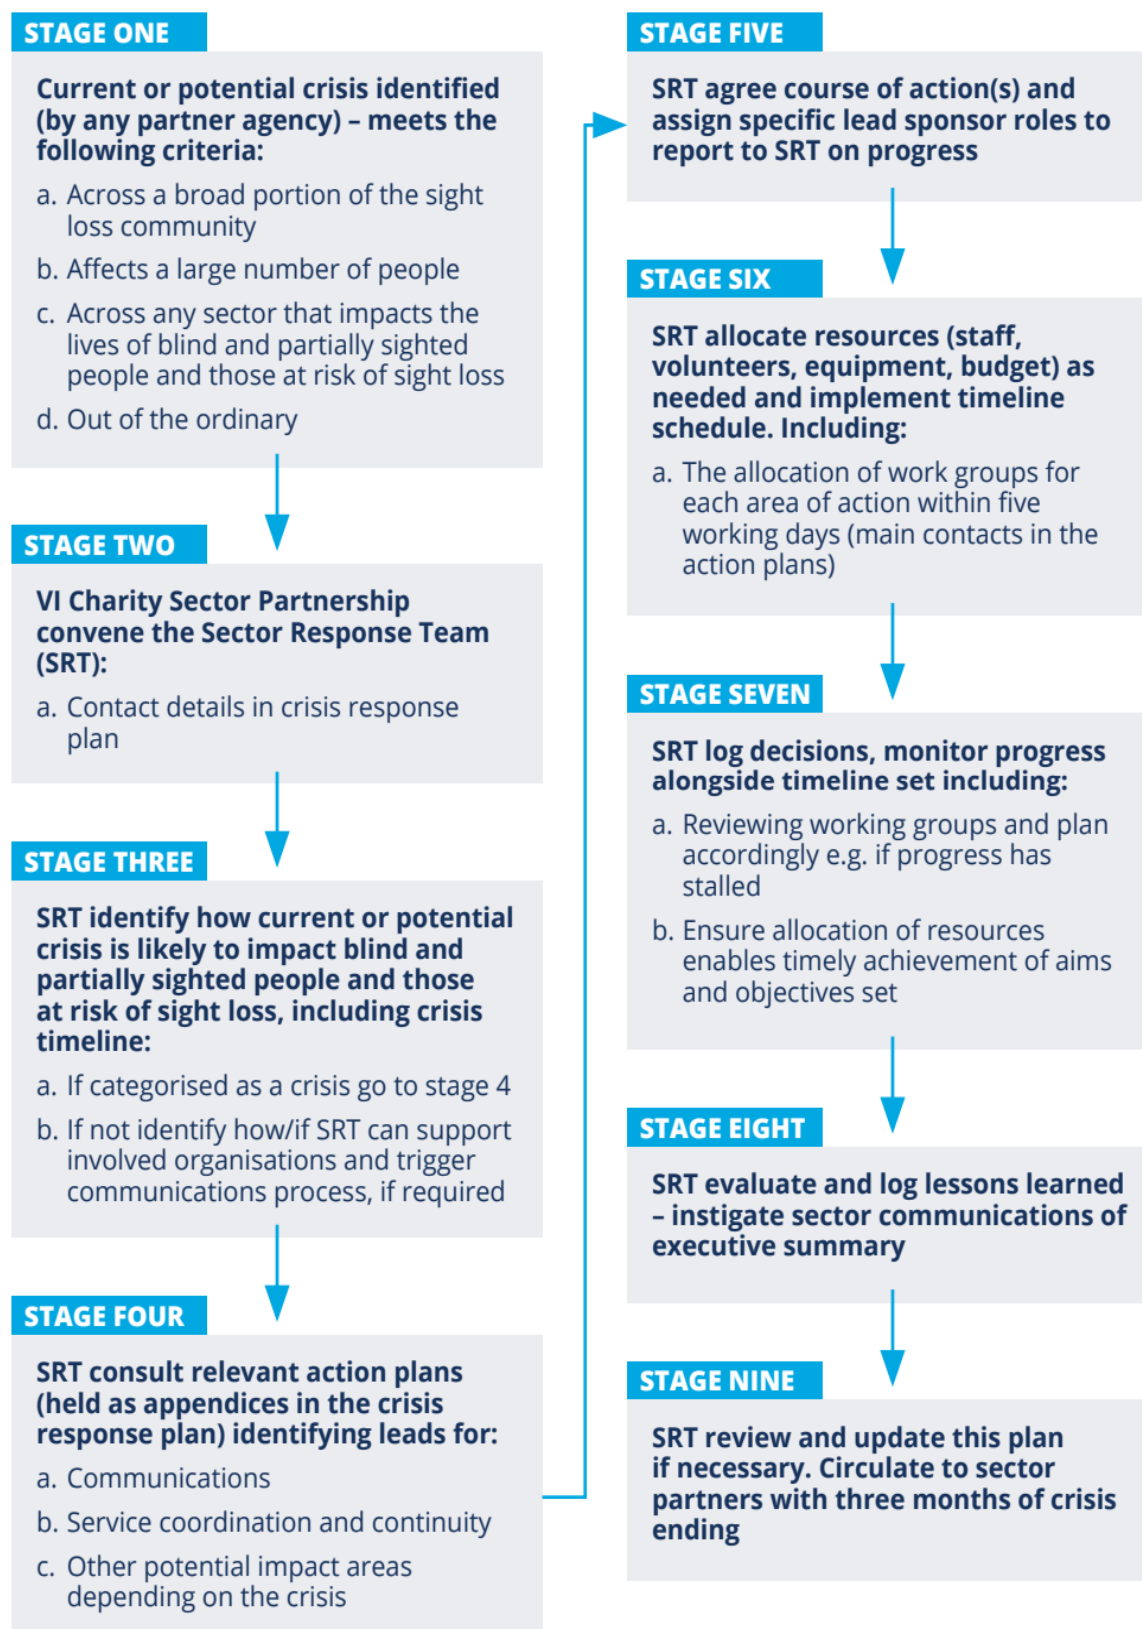 STAGE ONE
Current or potential crisis identified
(by any partner agency) – meets the
following criteria:
a. Across a broad portion of the sight
loss community
b. Affects a large number of people
c. Across any sector that impacts the
lives of blind and partially sighted
people and those at risk of sight loss
d. Out of the ordinary
STAGE TWO
VI Charity Sector Partnership
convene the Sector Response Team
(SRT):
a. Contact details in crisis response
plan
STAGE THREE
SRT identify how current or potential
crisis is likely to impact blind and
partially sighted people and those
at risk of sight loss, including crisis
timeline:
a. If categorised as a crisis go to stage 4
b. If not identify how/if SRT can support
involved organisations and trigger
communications process, if required
STAGE FOUR
SRT consult relevant action plans
(held as appendices in the crisis
response plan) identifying leads for:
a. Communications
b. Service coordination and continuity
c. Other potential impact areas
depending on the crisis
STAGE FIVE
SRT agree course of action(s) and
assign specific lead sponsor roles to
report to SRT on progress
STAGE SIX
SRT allocate resources (staff,
volunteers, equipment, budget) as
needed and implement timeline
schedule. Including:
a. The allocation of work groups for
each area of action within five
working days (main contacts in the
action plans)
STAGE SEVEN
SRT log decisions, monitor progress
alongside timeline set including:
a. Reviewing working groups and plan
accordingly e.g. if progress has
stalled
b. Ensure allocation of resources
enables timely achievement of aims
and objectives set
STAGE EIGHT
SRT evaluate and log lessons learned
– instigate sector communications of
executive summary
STAGE NINE
SRT review and update this plan
if necessary. Circulate to sector
partners with three months of crisis
ending